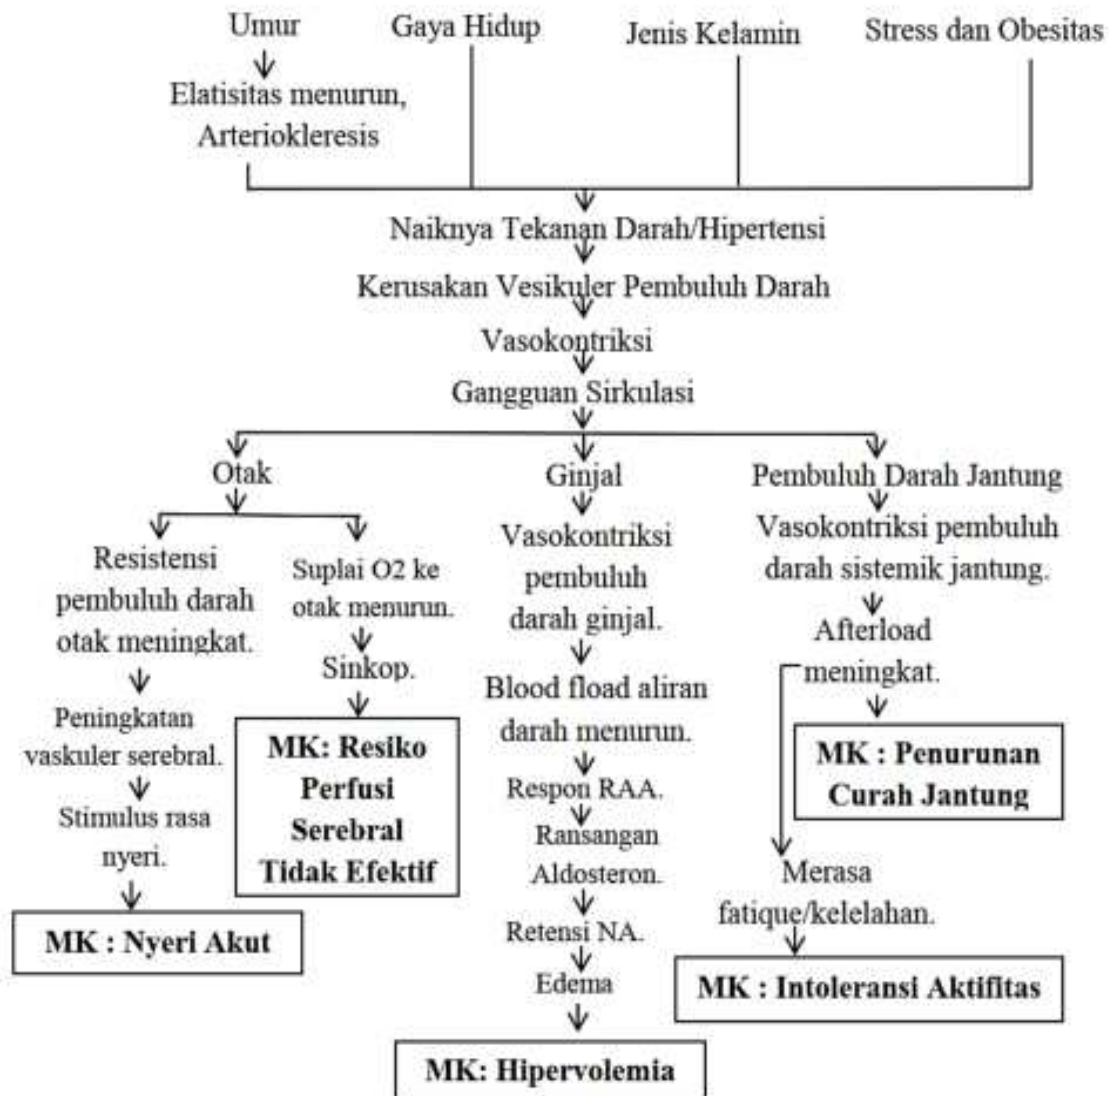 Umur
Gaya Hidup
Jenis Kelamin
Stress dan Obesitas
Elatisitas menurun,
Arteriokleresis
Naiknya Tekanan Darah/Hipertensi
Kerusakan Vesikuler Pembuluh Darah
Vasokontriksi
Gangguan Sirkulasi
Otak
Resistensi
pembuluh darah
otak meningkat.
Peningkatan
vaskuler serebral.
Stimulus rasa
nyeri.
MK : Nyeri Akut
Suplai O2 ke
otak menurun.
Sinkop.
MK: Resiko
Perfusi
Serebral
Tidak Efektif
Ginjal
Vasokontriksi
pembuluh
darah ginjal.
Blood fload aliran
darah menurun.
Respon RAA.
Ransangan
Aldosteron.
Retensi NA.
Edema
MK: Hipervolemia
Pembuluh Darah Jantung
Vasokontriksi pembuluh
darah sistemik jantung.
Afterload
meningkat.
MK : Penurunan
Curah Jantung
Merasa
fatique/kelelahan.
MK : Intoleransi Aktifitas